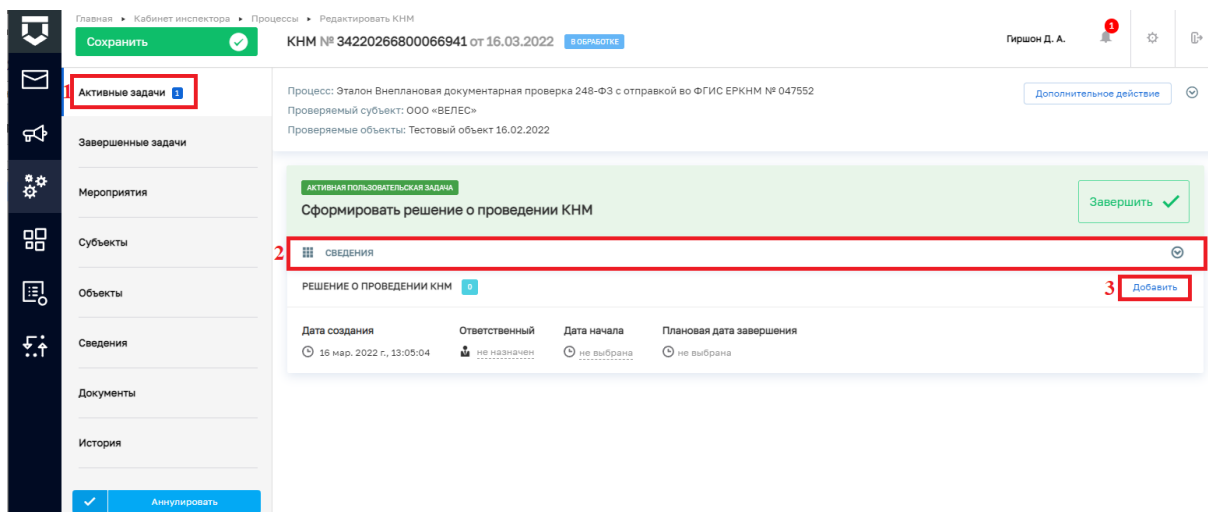 Главная ▸ Кабинет инспектора ▸ Процессы ▸ Редактировать КНМ
Сохранить
КНМ № 34220266800066941 от 16.03.2022 В ОБРАБОТКЕ
Гиршон Д. А.
1
1 Активные задачи 1
Завершенные задачи
Мероприятия
Субъекты
Объекты
Сведения
Документы
История
Аннулировать
Процесс: Эталон Внеплановая документарная проверка 248-ФЗ с отправкой во ФГИС ЕРКНМ № 047552
Проверяемый субъект: ООО «ВЕЛЕС»
Проверяемые объекты: Тестовый объект 16.02.2022
Дополнительное действие
АКТИВНАЯ ПОЛЬЗОВАТЕЛЬСКАЯ ЗАДАЧА
Сформировать решение о проведении КНМ
Завершить
2 СВЕДЕНИЯ
РЕШЕНИЕ О ПРОВЕДЕНИИ КНМ 0
3 Добавить
Дата создания Ответственный Дата начала Плановая дата завершения
16 мар. 2022 г., 13:05:04 не назначен не выбрана не выбрана